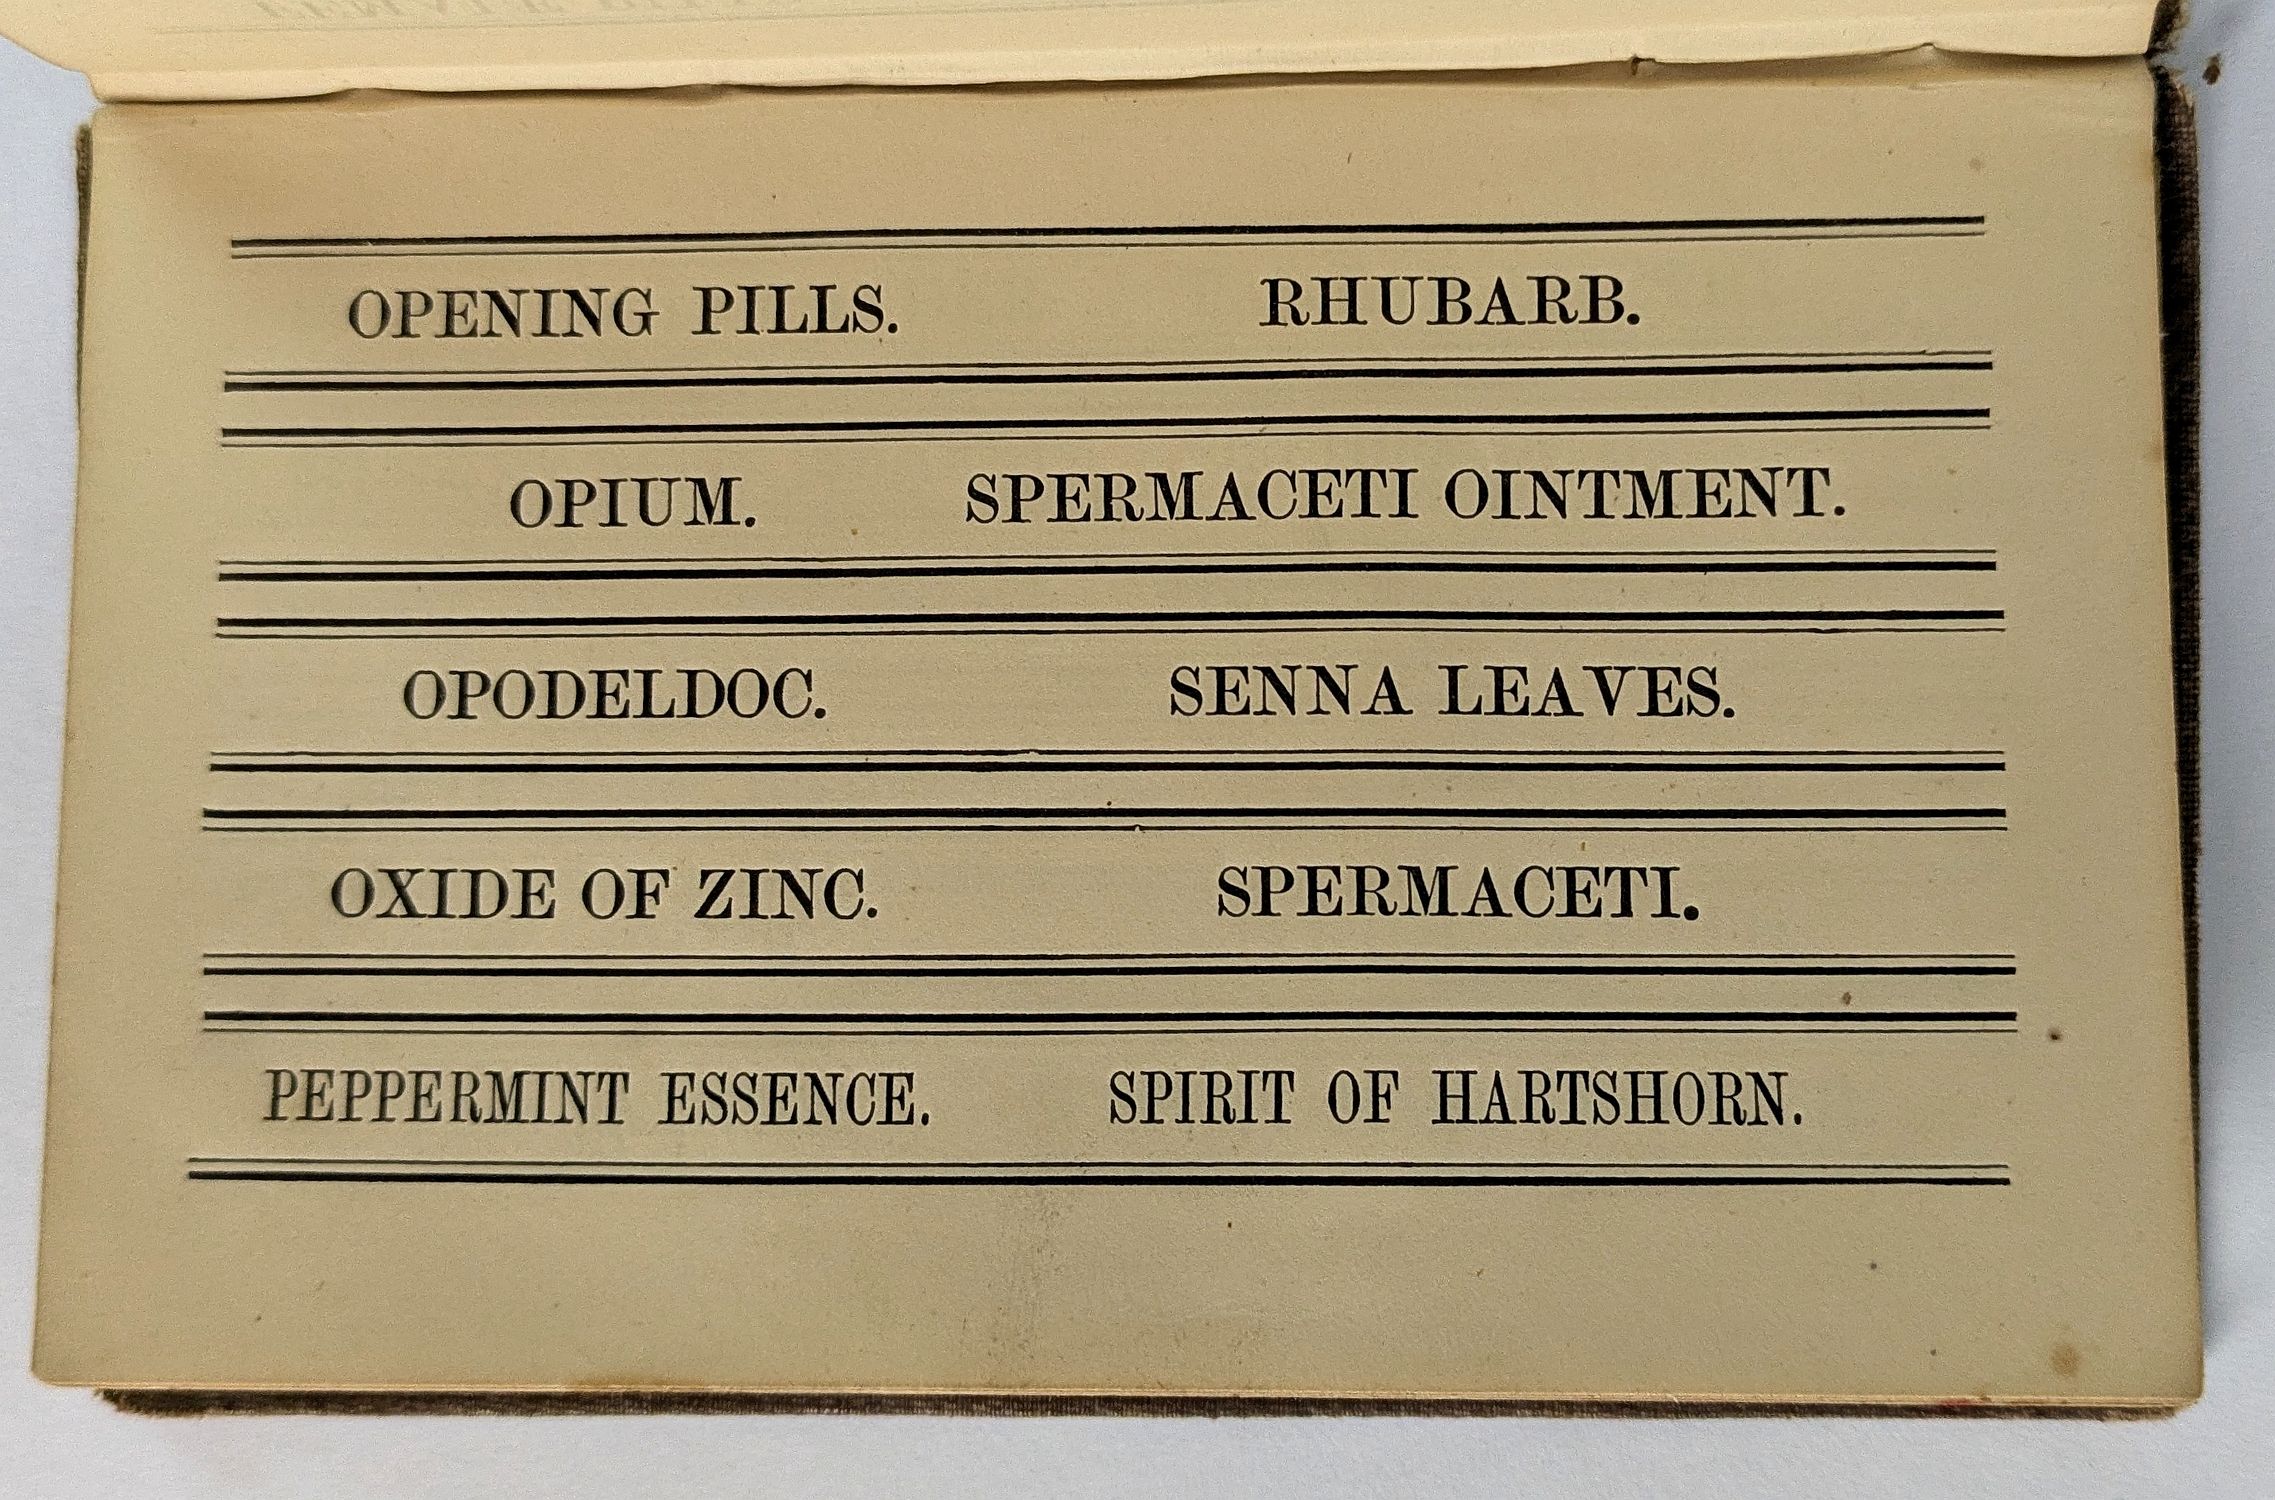 OPENING PILLS. RHUBARB.
OPIUM. SPERMACETI OINTMENT.
OPODELDOC. SENNA LEAVES.
OXIDE OF ZINC. SPERMACETI.
PEPPERMINT ESSENCE. SPIRIT OF HARTSHORN.